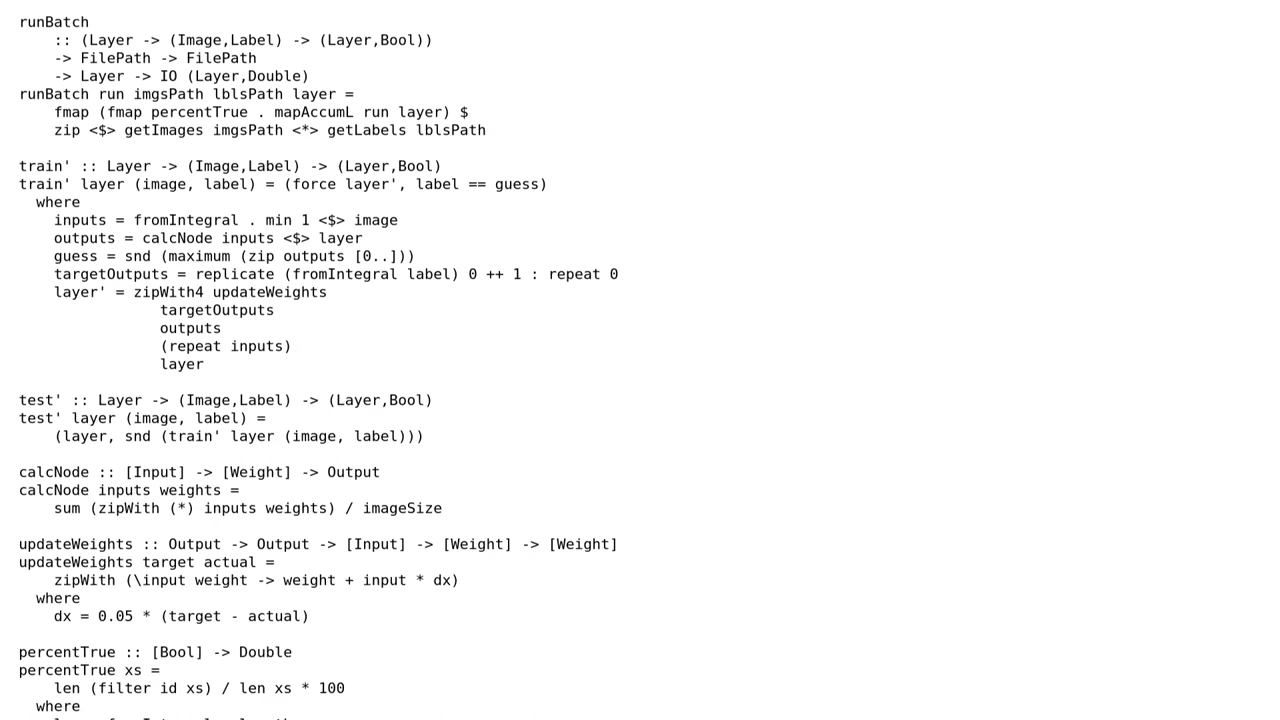 runBatch
    :: (Layer -> (Image,Label) -> (Layer,Bool))
    -> FilePath -> FilePath
    -> Layer -> IO (Layer,Double)
runBatch run imgsPath lblsPath layer =
    fmap (fmap percentTrue . mapAccumL run layer) $
    zip <$> getImages imgsPath <*> getLabels lblsPath

train' :: Layer -> (Image,Label) -> (Layer,Bool)
train' layer (image, label) = (force layer', label == guess)
  where
    inputs = fromIntegral . min 1 <$> image
    outputs = calcNode inputs <$> layer
    guess = snd (maximum (zip outputs [0..]))
    targetOutputs = replicate (fromIntegral label) 0 ++ 1 : repeat 0
    layer' = zipWith4 updateWeights
                targetOutputs
                outputs
                (repeat inputs)
                layer

test' :: Layer -> (Image,Label) -> (Layer,Bool)
test' layer (image, label) =
    (layer, snd (train' layer (image, label)))

calcNode :: [Input] -> [Weight] -> Output
calcNode inputs weights =
    sum (zipWith (*) inputs weights) / imageSize

updateWeights :: Output -> Output -> [Input] -> [Weight] -> [Weight]
updateWeights target actual =
    zipWith (\input weight -> weight + input * dx)
  where
    dx = 0.05 * (target - actual)

percentTrue :: [Bool] -> Double
percentTrue xs =
    len (filter id xs) / len xs * 100
  where